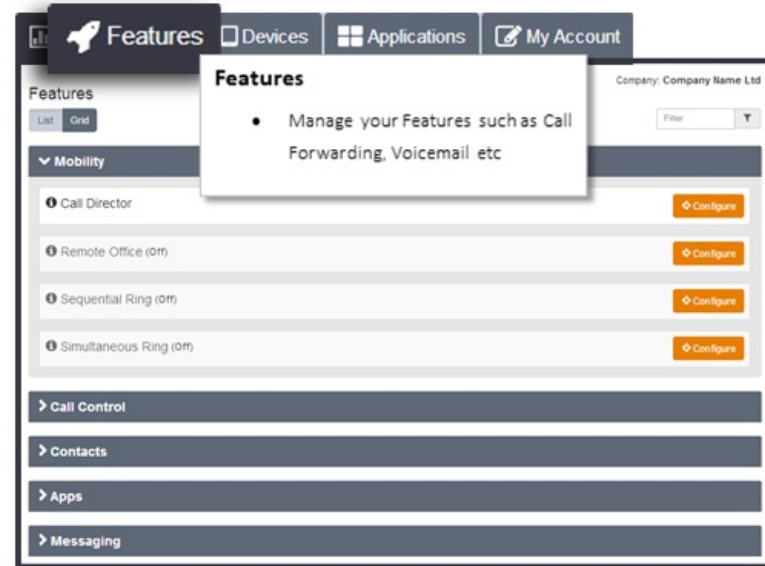 Features Devices Applications My Account
Features
Company: Company Name Ltd
• Manage your Features such as Call
Forwarding, Voicemail etc
Features
List Grid
Filter
Mobility
Call Director Configure
Remote Office (Off) Configure
Sequential Ring (Off) Configure
Simultaneous Ring (Off) Configure
Call Control
Contacts
Apps
Messaging